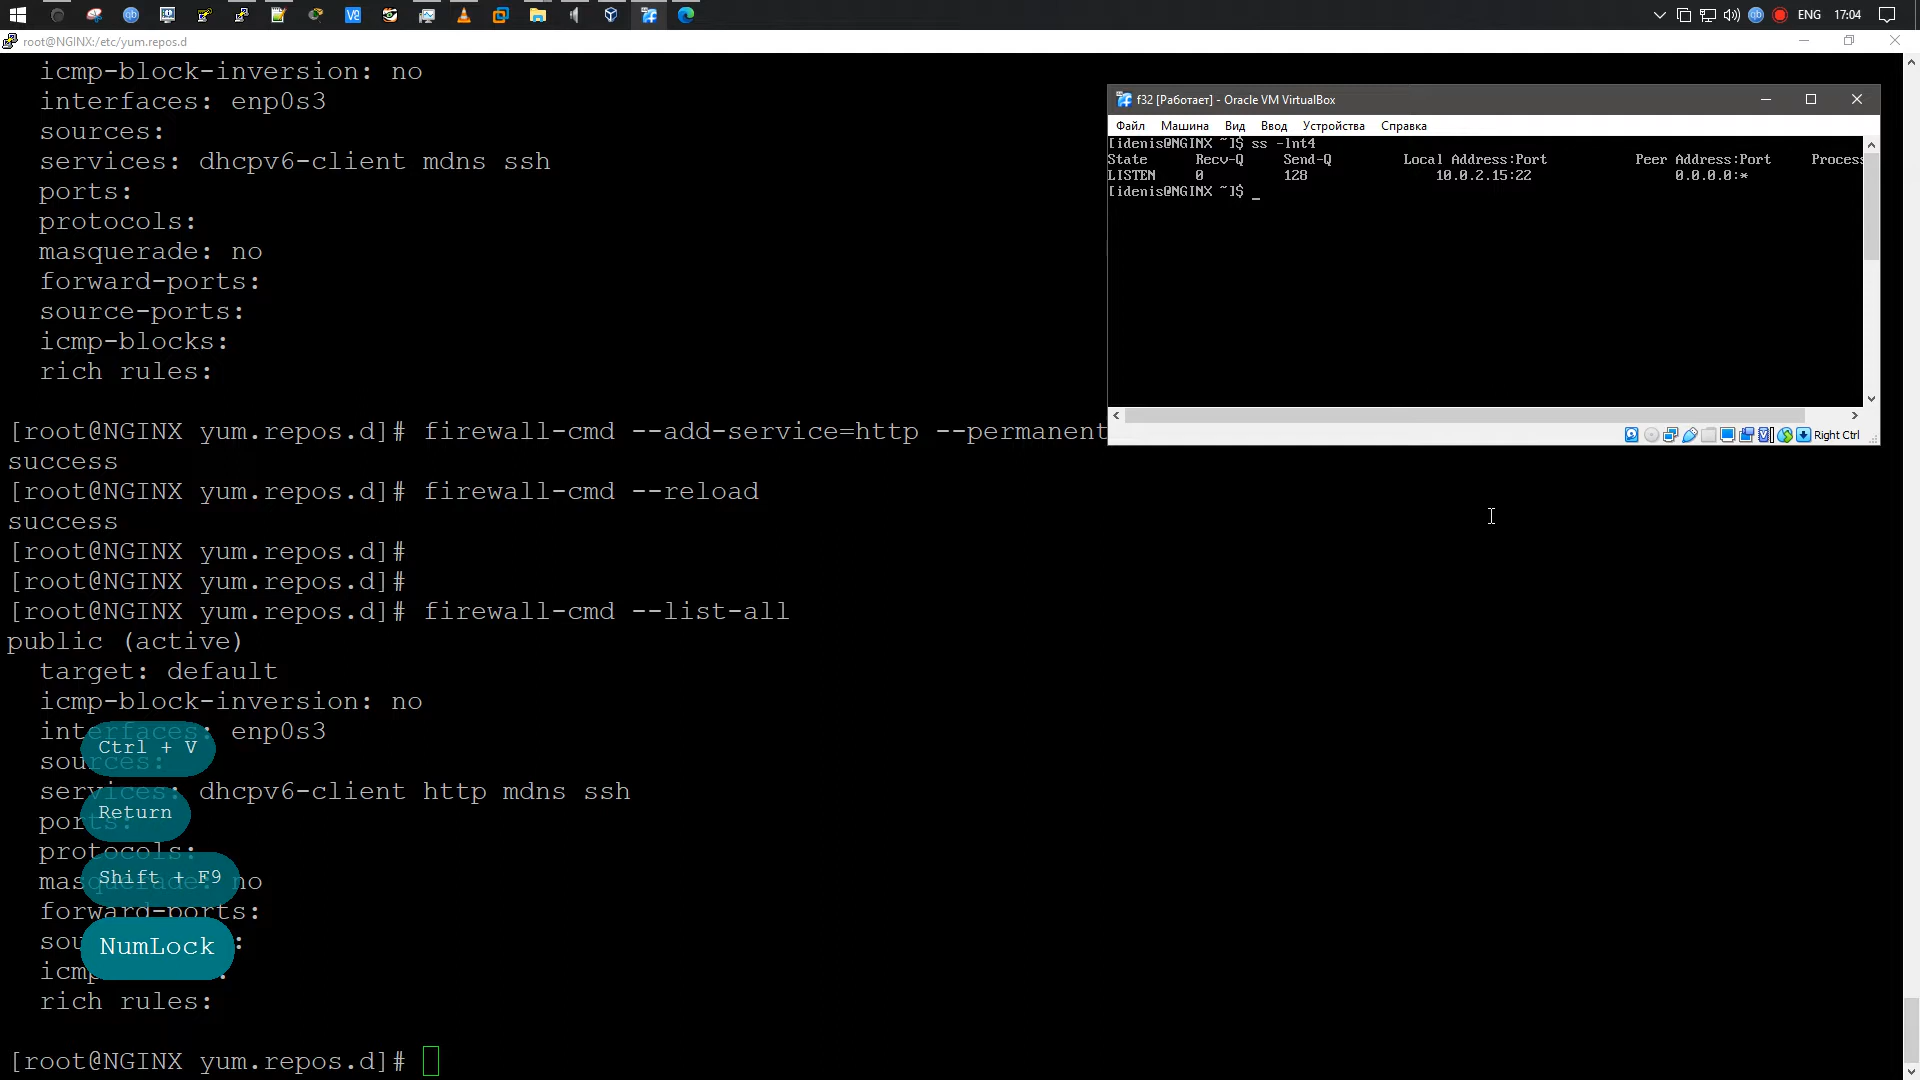 ENG 17:04
root@NGINX:/etc/yum.repos.d
icmp-block-inversion: no
interfaces: enp0s3
sources:
services: dhcpv6-client mdns ssh
ports:
protocols:
masquerade: no
forward-ports:
source-ports:
icmp-blocks:
rich rules:
[root@NGINX yum.repos.d]# firewall-cmd --add-service=http --permanent
success
[root@NGINX yum.repos.d]# firewall-cmd --reload
success
[root@NGINX yum.repos.d]#
[root@NGINX yum.repos.d]#
[root@NGINX yum.repos.d]# firewall-cmd --list-all
public (active)
target: default
icmp-block-inversion: no
interfaces: enp0s3
sources:
services: dhcpv6-client http mdns ssh
ports:
protocols:
masquerade: no
forward-ports:
sou :
icmp :
rich rules:
[root@NGINX yum.repos.d]#
Ctrl + V
Return
Shift + F9
NumLock
f32 [Работает] - Oracle VM VirtualBox
Файл Машина Вид Ввод Устройства Справка
[idenis@NGINX ~]$ ss -lnt4
State Recv-Q Send-Q Local Address:Port Peer Address:Port Process
LISTEN 0 128 10.0.2.15:22 0.0.0.0:*
[idenis@NGINX ~]$ _
Right Ctrl